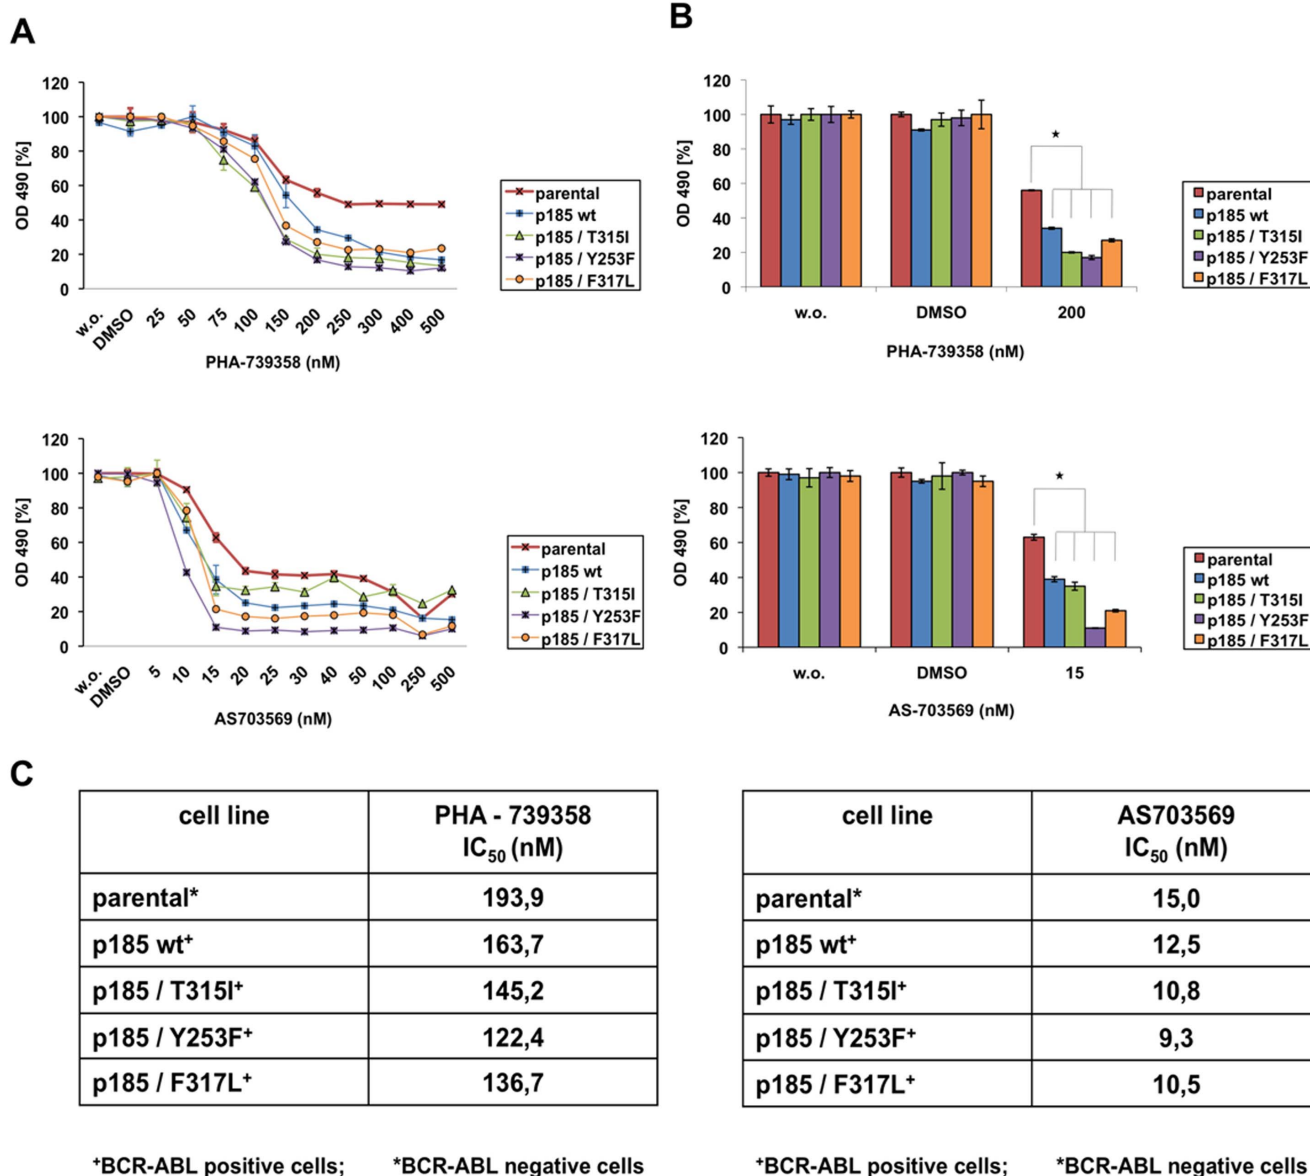 A
120
100
80
60
40
20
0
OD 490 [%]
w.o. DMSO 25 50 75 100 150 200 250 300 400 500
PHA-739358 (nM)
parental
p185 wt
p185 / T315I
p185 / Y253F
p185 / F317L
B
120
100
80
60
40
20
0
OD 490 [%]
★
w.o. DMSO 200
PHA-739358 (nM)
parental
p185 wt
p185 / T315I
p185 / Y253F
p185 / F317L
120
100
80
60
40
20
0
OD 490 [%]
w.o. DMSO 5 10 15 20 25 30 40 50 100 250 500
AS703569 (nM)
parental
p185 wt
p185 / T315I
p185 / Y253F
p185 / F317L
120
100
80
60
40
20
0
OD 490 [%]
★
w.o. DMSO 15
AS-703569 (nM)
parental
p185 wt
p185 / T315I
p185 / Y253F
p185 / F317L
C
cell line PHA - 739358
IC50 (nM)
parental* 193,9
p185 wt+ 163,7
p185 / T315I+ 145,2
p185 / Y253F+ 122,4
p185 / F317L+ 136,7
+BCR-ABL positive cells; *BCR-ABL negative cells
cell line AS703569
IC50 (nM)
parental* 15,0
p185 wt+ 12,5
p185 / T315I+ 10,8
p185 / Y253F+ 9,3
p185 / F317L+ 10,5
+BCR-ABL positive cells; *BCR-ABL negative cells